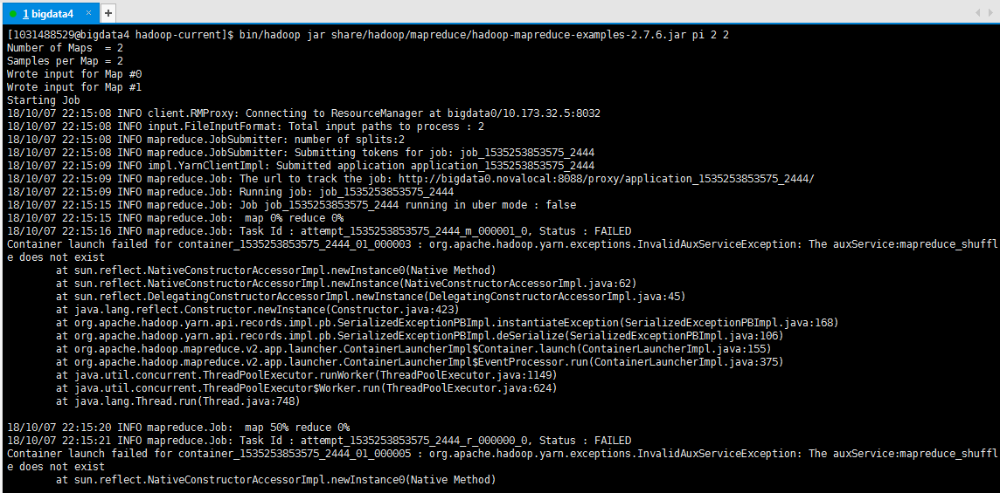 1 bigdata4 × +
[1031488529@bigdata4 hadoop-current]$ bin/hadoop jar share/hadoop/mapreduce/hadoop-mapreduce-examples-2.7.6.jar pi 2 2
Number of Maps  = 2
Samples per Map = 2
Wrote input for Map #0
Wrote input for Map #1
Starting Job
18/10/07 22:15:08 INFO client.RMProxy: Connecting to ResourceManager at bigdata0/10.173.32.5:8032
18/10/07 22:15:08 INFO input.FileInputFormat: Total input paths to process : 2
18/10/07 22:15:08 INFO mapreduce.JobSubmitter: number of splits:2
18/10/07 22:15:08 INFO mapreduce.JobSubmitter: Submitting tokens for job: job_1535253853575_2444
18/10/07 22:15:09 INFO impl.YarnClientImpl: Submitted application application_1535253853575_2444
18/10/07 22:15:09 INFO mapreduce.Job: The url to track the job: http://bigdata0.novalocal:8088/proxy/application_1535253853575_2444/
18/10/07 22:15:09 INFO mapreduce.Job: Running job: job_1535253853575_2444
18/10/07 22:15:15 INFO mapreduce.Job: Job job_1535253853575_2444 running in uber mode : false
18/10/07 22:15:15 INFO mapreduce.Job:  map 0% reduce 0%
18/10/07 22:15:16 INFO mapreduce.Job: Task Id : attempt_1535253853575_2444_m_000001_0, Status : FAILED
Container launch failed for container_1535253853575_2444_01_000003 : org.apache.hadoop.yarn.exceptions.InvalidAuxServiceException: The auxService:mapreduce_shuffl
e does not exist
        at sun.reflect.NativeConstructorAccessorImpl.newInstance0(Native Method)
        at sun.reflect.NativeConstructorAccessorImpl.newInstance(NativeConstructorAccessorImpl.java:62)
        at sun.reflect.DelegatingConstructorAccessorImpl.newInstance(DelegatingConstructorAccessorImpl.java:45)
        at java.lang.reflect.Constructor.newInstance(Constructor.java:423)
        at org.apache.hadoop.yarn.api.records.impl.pb.SerializedExceptionPBImpl.instantiateException(SerializedExceptionPBImpl.java:168)
        at org.apache.hadoop.yarn.api.records.impl.pb.SerializedExceptionPBImpl.deSerialize(SerializedExceptionPBImpl.java:106)
        at org.apache.hadoop.mapreduce.v2.app.launcher.ContainerLauncherImpl$Container.launch(ContainerLauncherImpl.java:155)
        at org.apache.hadoop.mapreduce.v2.app.launcher.ContainerLauncherImpl$EventProcessor.run(ContainerLauncherImpl.java:375)
        at java.util.concurrent.ThreadPoolExecutor.runWorker(ThreadPoolExecutor.java:1149)
        at java.util.concurrent.ThreadPoolExecutor$Worker.run(ThreadPoolExecutor.java:624)
        at java.lang.Thread.run(Thread.java:748)

18/10/07 22:15:20 INFO mapreduce.Job:  map 50% reduce 0%
18/10/07 22:15:21 INFO mapreduce.Job: Task Id : attempt_1535253853575_2444_r_000000_0, Status : FAILED
Container launch failed for container_1535253853575_2444_01_000005 : org.apache.hadoop.yarn.exceptions.InvalidAuxServiceException: The auxService:mapreduce_shuffl
e does not exist
        at sun.reflect.NativeConstructorAccessorImpl.newInstance0(Native Method)